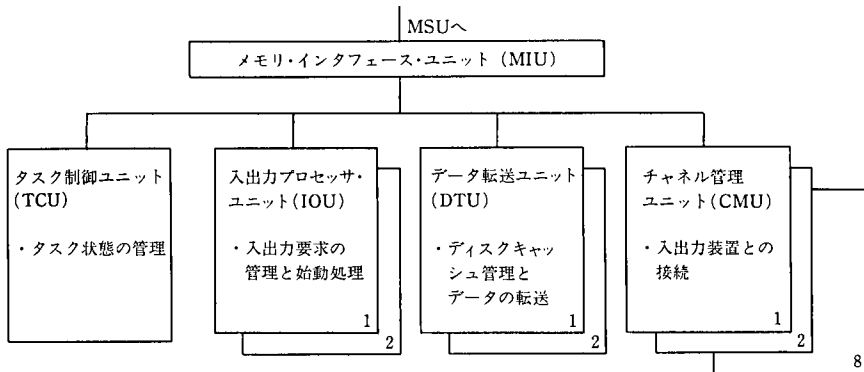 MSUへ
メモリ・インタフェース・ユニット (MIU)
タスク制御ユニット
(TCU)
・タスク状態の管理
入出力プロセッサ・
ユニット(IOU)
・入出力要求の
管理と始動処理
1
2
データ転送ユニット
(DTU)
・ディスクキャッ
シュ管理と
データの転送
1
2
チャネル管理
ユニット(CMU)
・入出力装置との
接続
1
2
8